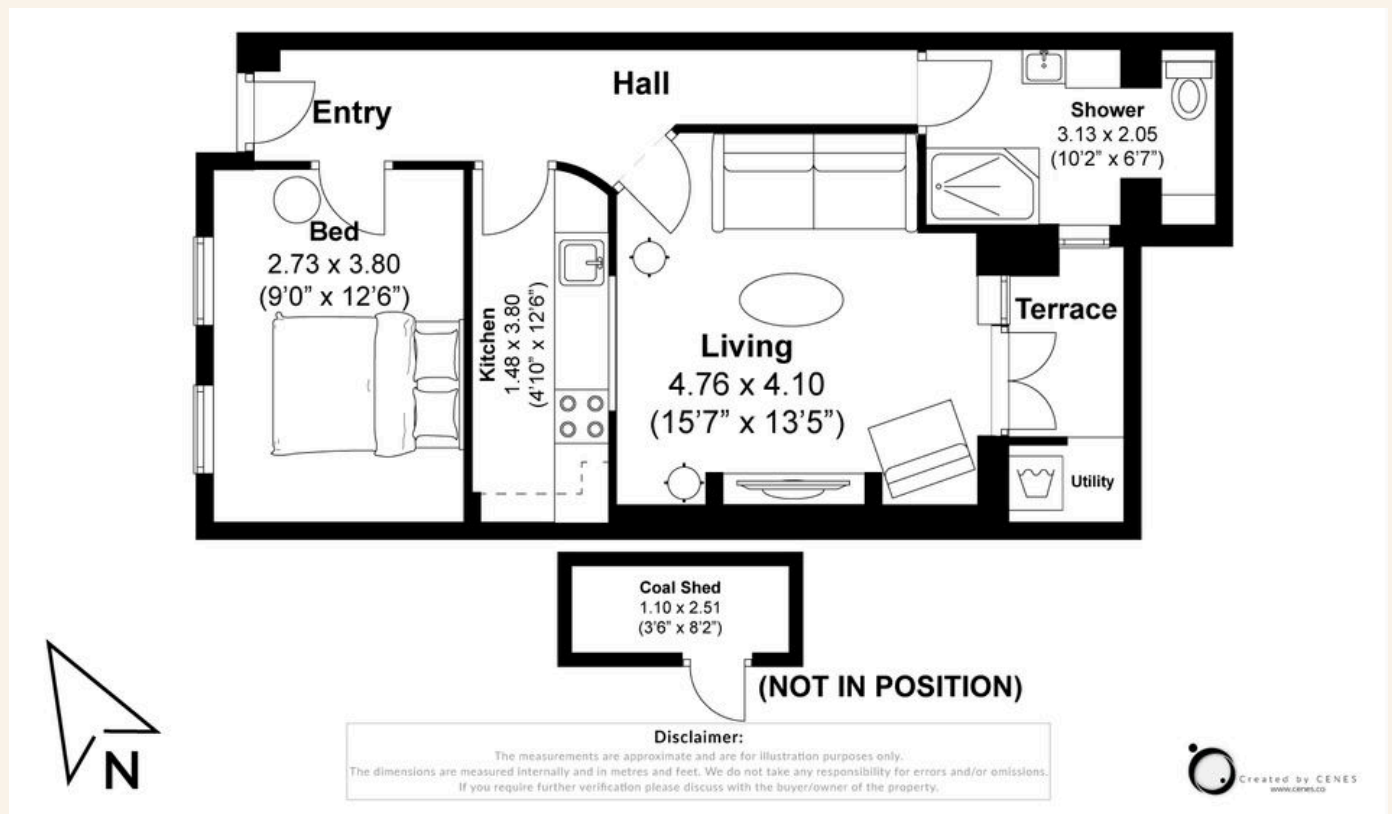 Hall
Entry
Shower
3.13 x 2.05
(10'2” x 6'7”)
Bed
2.73 x 3.80
(9'0” x 12'6”)
Kitchen
1.48 x 3.80
(4'10” x 12'6”)
Living
4.76 x 4.10
(15'7” x 13'5”)
Terrace
Utility
Coal Shed
1.10 x 2.51
(3'6” x 8'2”)
(NOT IN POSITION)
N
Disclaimer:
The measurements are approximate and are for illustration purposes only.
The dimensions are measured internally and in metres and feet. We do not take any responsibility for errors and/or omissions.
If you require further verification please discuss with the buyer/owner of the property.
Created by CENES
www.cenes.co